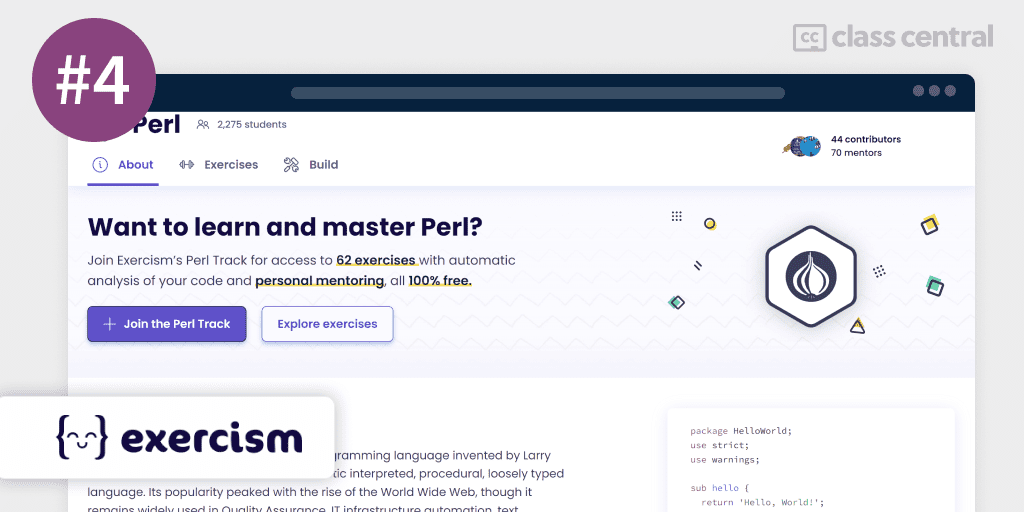 #4
class central
Perl
2,275 students
44 contributors
70 mentors
About
Exercises
Build
Want to learn and master Perl?
Join Exercism's Perl Track for access to 62 exercises with automatic
analysis of your code and personal mentoring, all 100% free.
Join the Perl Track
Explore exercises
exercism
gramming language invented by Larry
tic interpreted, procedural, loosely typed
language. Its popularity peaked with the rise of the World Wide Web, though it
remains widely used in Quality Assurance, IT infrastructure automation, text
package HelloWorld;
use strict;
use warnings;
sub hello {
return 'Hello, World!';